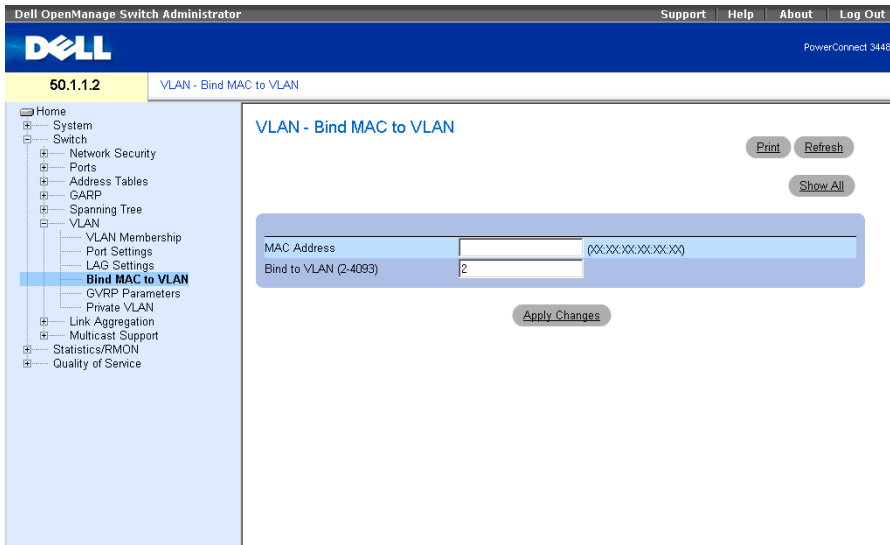 Dell OpenManage Switch Administrator
Support Help About Log Out
DELL
PowerConnect 3448
50.1.1.2
VLAN - Bind MAC to VLAN
Home
System
Switch
Network Security
Ports
Address Tables
GARP
Spanning Tree
VLAN
VLAN Membership
Port Settings
LAG Settings
Bind MAC to VLAN
GVRP Parameters
Private VLAN
Link Aggregation
Multicast Support
Statistics/RMON
Quality of Service
VLAN - Bind MAC to VLAN
Print Refresh
Show All
MAC Address (XX:XX:XX:XX:XX:XX)
Bind to VLAN (2-4093) 2
Apply Changes